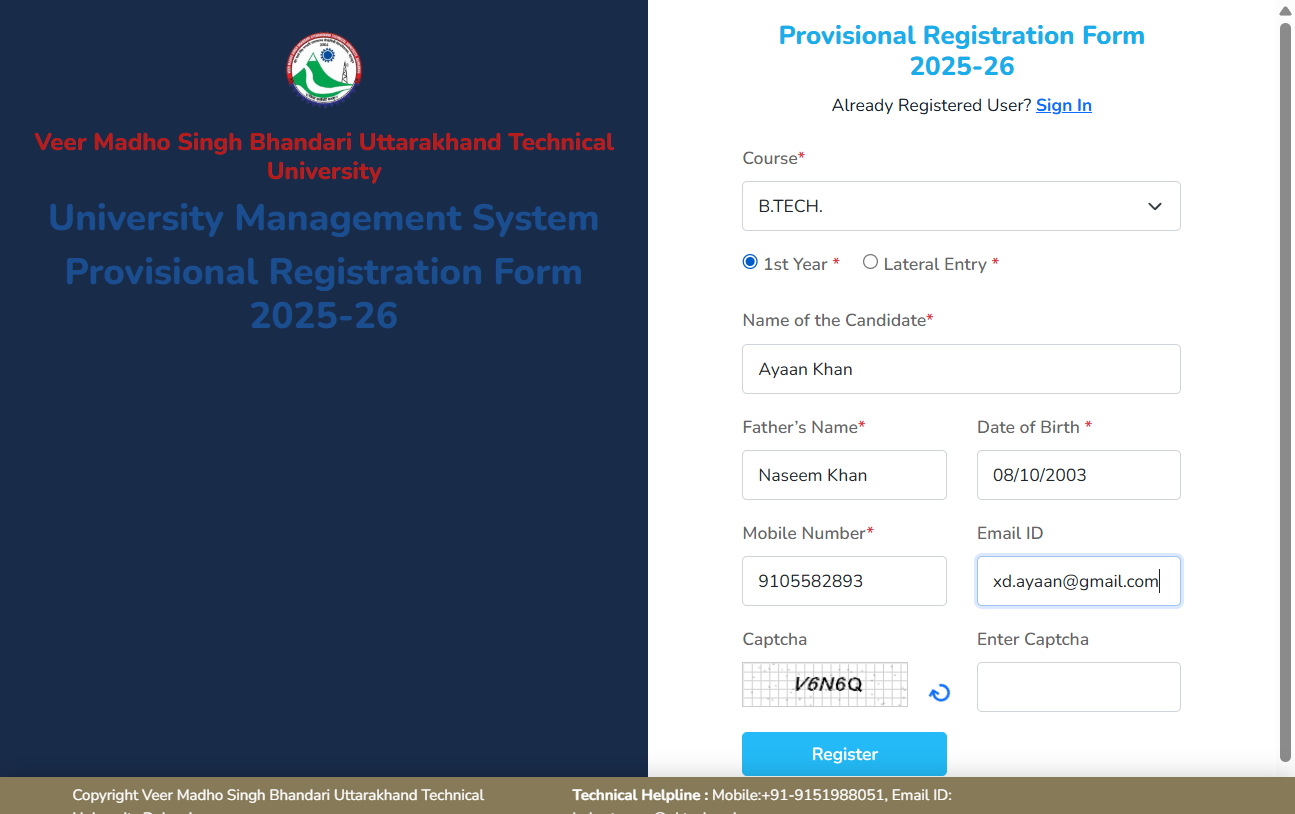 Veer Madho Singh Bhandari Uttarakhand Technical
University
University Management System
Provisional Registration Form
2025-26
Provisional Registration Form
2025-26
Already Registered User? Sign In
Course*
B.TECH.
1st Year * Lateral Entry *
Name of the Candidate*
Ayaan Khan
Father's Name* Date of Birth *
Naseem Khan 08/10/2003
Mobile Number* Email ID
9105582893 xd.ayaan@gmail.com
Captcha Enter Captcha
V6N6Q
Register
Copyright Veer Madho Singh Bhandari Uttarakhand Technical
Technical Helpline : Mobile:+91-9151988051, Email ID: